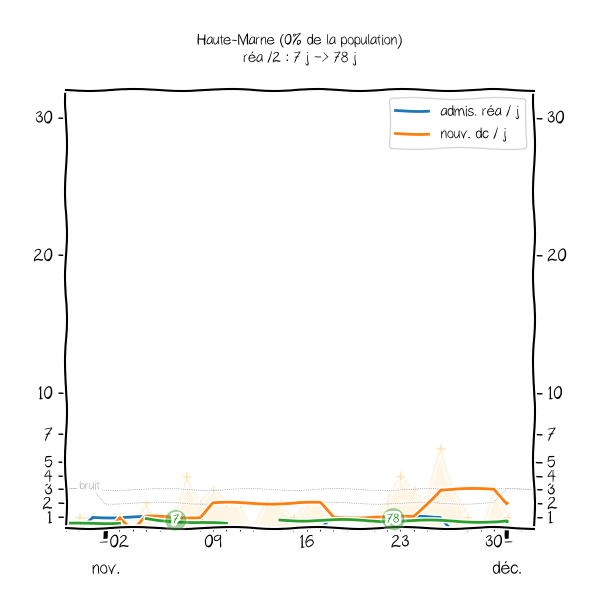 Haute-Marne (0% de la population)
réa /2 : 7 j -> 78 j
admis. réa / j
nouv. dc / j
30 30
20 20
10 10
7 7
5 5
4 4
3 bruit 3
2 2
1 7 78 1
02 09 16 23 30
nov. déc.